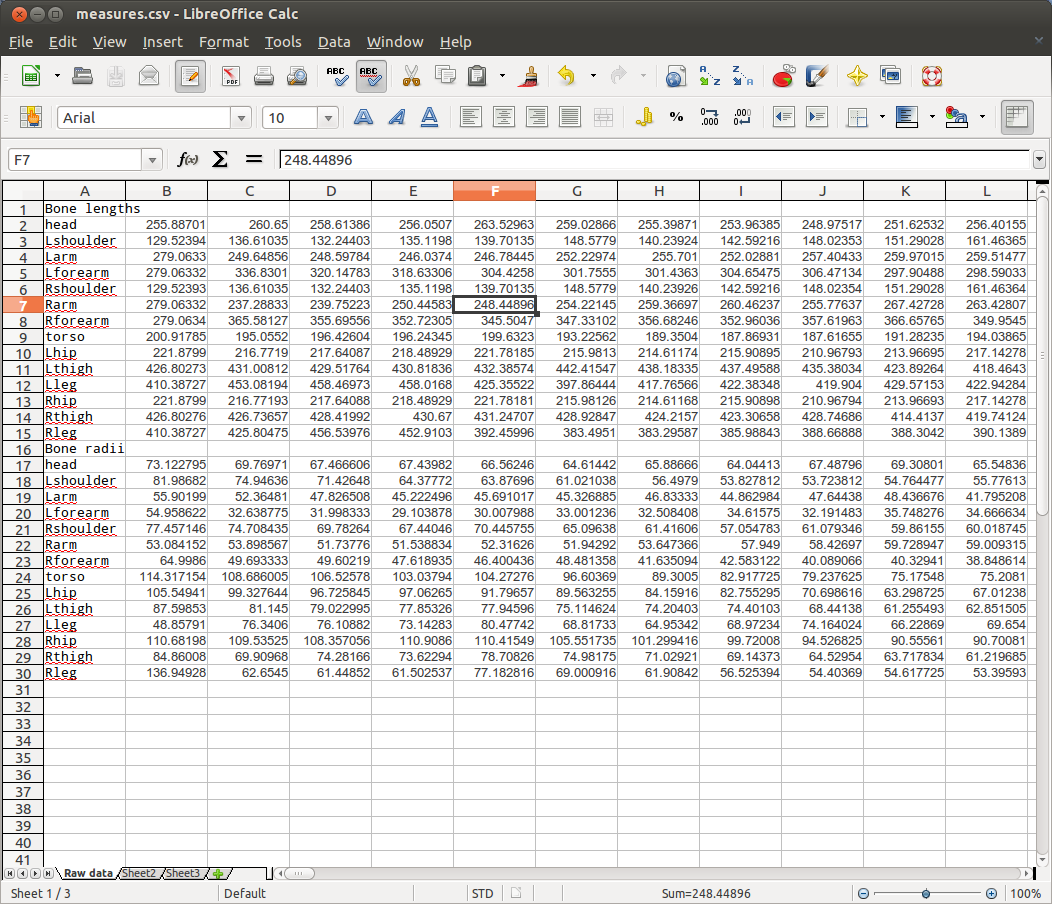 measures.csv - LibreOffice Calc
File Edit View Insert Format Tools Data Window Help
PDF ABC ABC A Z Z A
Arial 10 A A A % 0.000 .000 0
F7 f(x) Σ = 248.44896
A B C D E F G H I J K L
1 Bone lengths
2 head 255.88701 260.65 258.61386 256.0507 263.52963 259.02866 255.39871 253.96385 248.97517 251.62532 256.40155
3 Lshoulder 129.52394 136.61035 132.24403 135.1198 139.70135 148.5779 140.23924 142.59216 148.02353 151.29028 161.46365
4 Larm 279.0633 249.64856 248.59784 246.0374 246.78445 252.22974 255.701 252.02881 257.40433 259.97015 259.51477
5 Lforearm 279.06332 336.8301 320.14783 318.63306 304.4258 301.7555 301.4363 304.65475 306.47134 297.90488 298.59033
6 Rshoulder 129.52394 136.61035 132.24403 135.1198 139.70135 148.5779 140.23926 142.59216 148.02354 151.29028 161.46364
7 Rarm 279.06332 237.28833 239.75223 250.44583 248.44896 254.22145 259.36697 260.46237 255.77637 267.42728 263.42807
8 Rforearm 279.0634 365.58127 355.69556 352.72305 345.5047 347.33102 356.68246 352.96036 357.61963 366.65765 349.9545
9 torso 200.91785 195.0552 196.42604 196.24345 199.6323 193.22562 189.3504 187.86931 187.61655 191.28235 194.03865
10 Lhip 221.8799 216.7719 217.64087 218.48929 221.78185 215.9813 214.61174 215.90895 210.96793 213.96695 217.14278
11 Lthigh 426.80273 431.00812 429.51764 430.81836 432.38574 442.41547 438.18335 437.49588 435.38034 423.89264 418.4643
12 Lleg 410.38727 453.08194 458.46973 458.0168 425.35522 397.86444 417.76566 422.38348 419.904 429.57153 422.94284
13 Rhip 221.8799 216.77193 217.64088 218.48929 221.78181 215.98126 214.61168 215.90898 210.96794 213.96693 217.14278
14 Rthigh 426.80276 426.73657 428.41992 430.67 431.24707 428.92847 424.2157 423.30658 428.74686 414.4137 419.74124
15 Rleg 410.38727 425.80475 456.53976 452.9103 392.45996 383.4951 383.29587 385.98843 388.66888 388.3042 390.1389
16 Bone radii
17 head 73.122795 69.76971 67.466606 67.43982 66.56246 64.61442 65.88666 64.04413 67.48796 69.30801 65.54836
18 Lshoulder 81.98682 74.94636 71.42648 64.37772 63.87696 61.021038 56.4979 53.827812 53.723812 54.764477 55.77613
19 Larm 55.90199 52.36481 47.826508 45.222496 45.691017 45.326885 46.83333 44.862984 47.64438 48.436676 41.795208
20 Lforearm 54.958622 32.638775 31.998333 29.103878 30.007988 33.001236 32.508408 34.61575 32.191483 35.748276 34.666634
21 Rshoulder 77.457146 74.708435 69.78264 67.44046 70.445755 65.09638 61.41606 57.054783 61.079346 59.86155 60.018745
22 Rarm 53.084152 53.898567 51.73776 51.538834 52.31626 51.94292 53.647366 57.949 58.42697 59.728947 59.009315
23 Rforearm 64.9986 49.693333 49.60219 47.618935 46.400436 48.481358 41.635094 42.583122 40.089066 40.32941 38.848614
24 torso 114.317154 108.686005 106.52578 103.03794 104.27276 96.60369 89.3005 82.917725 79.237625 75.17548 75.2081
25 Lhip 105.54941 99.327644 96.725845 97.06265 91.79657 89.563255 84.15916 82.755295 70.698616 63.298725 67.01238
26 Lthigh 87.59853 81.145 79.022995 77.85326 77.94596 75.114624 74.20403 74.40103 68.44138 61.255493 62.851505
27 Lleg 48.85791 76.3406 76.10882 73.14283 80.47742 68.81733 64.95342 68.97234 74.164024 66.22869 69.654
28 Rhip 110.68198 109.53525 108.357056 110.9086 110.41549 105.551735 101.299416 99.72008 94.526825 90.55561 90.70081
29 Rthigh 84.86008 69.90968 74.28166 73.62294 78.70826 74.98175 71.02921 69.14373 64.52954 63.717834 61.219685
30 Rleg 136.94928 62.6545 61.44852 61.502537 77.182816 69.000916 61.90842 56.525394 54.40369 54.617725 53.39593
31
32
33
34
35
36
37
38
39
40
41
Raw data Sheet2 Sheet3
Sheet 1 / 3 Default STD Sum=248.44896 100%